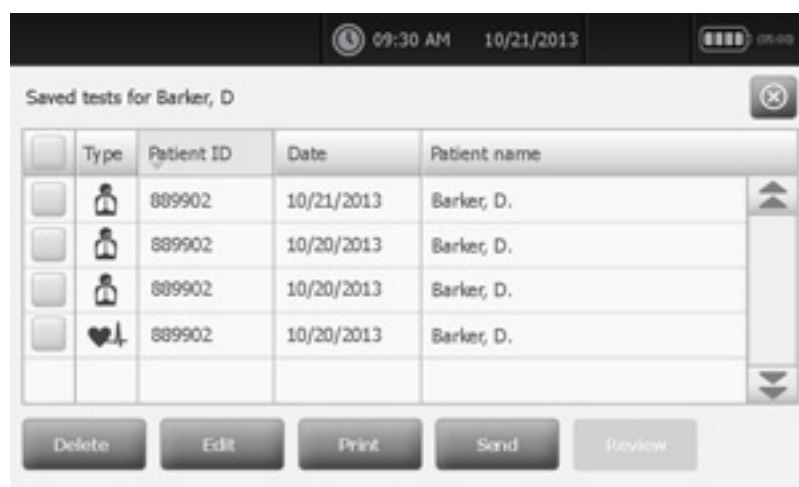 09:30 AM 10/21/2013 (05:00)
Saved tests for Barker, D
Type Patient ID Date Patient name
889902 10/21/2013 Barker, D.
889902 10/20/2013 Barker, D.
889902 10/20/2013 Barker, D.
889902 10/20/2013 Barker, D.
Delete Edit Print Send Review